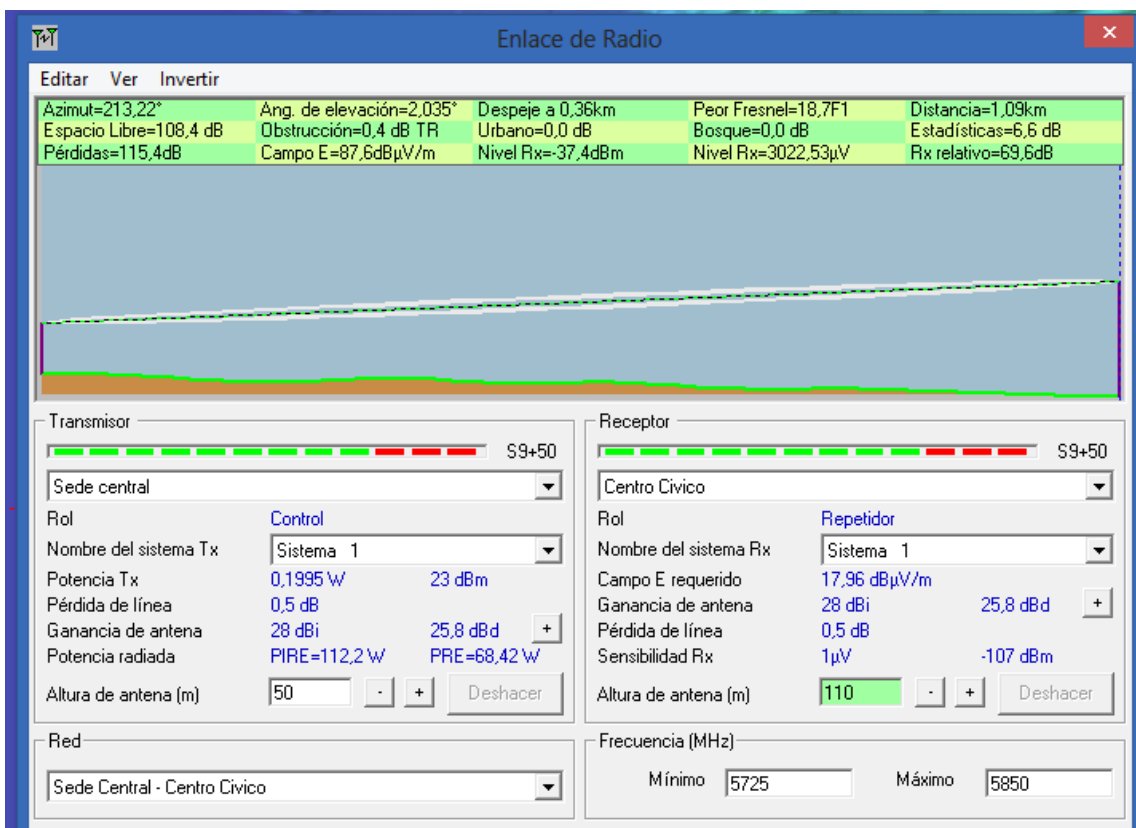 Enlace de Radio
Editar Ver Invertir
Azimut=213,22° Ang. de elevación=2,035° Despeje a 0,36km Peor Fresnel=18,7F1 Distancia=1,09km
Espacio Libre=108,4 dB Obstrucción=0,4 dB TR Urbano=0,0 dB Bosque=0,0 dB Estadísticas=6,6 dB
Pérdidas=115,4dB Campo E=87,6dBµV/m Nivel Rx=-37,4dBm Nivel Rx=3022,53µV Rx relativo=69,6dB
Transmisor
S9+50
Sede central
Rol Control
Nombre del sistema Tx Sistema 1
Potencia Tx 0,1995 W 23 dBm
Pérdida de línea 0,5 dB
Ganancia de antena 28 dBi 25,8 dBd +
Potencia radiada PIRE=112,2 W PRE=68,42 W
Altura de antena (m) 50 - + Deshacer
Receptor
S9+50
Centro Civico
Rol Repetidor
Nombre del sistema Rx Sistema 1
Campo E requerido 17,96 dBµV/m
Ganancia de antena 28 dBi 25,8 dBd +
Pérdida de línea 0,5 dB
Sensibilidad Rx 1µV -107 dBm
Altura de antena (m) 110 - + Deshacer
Red
Sede Central - Centro Civico
Frecuencia (MHz)
Mínimo 5725 Máximo 5850